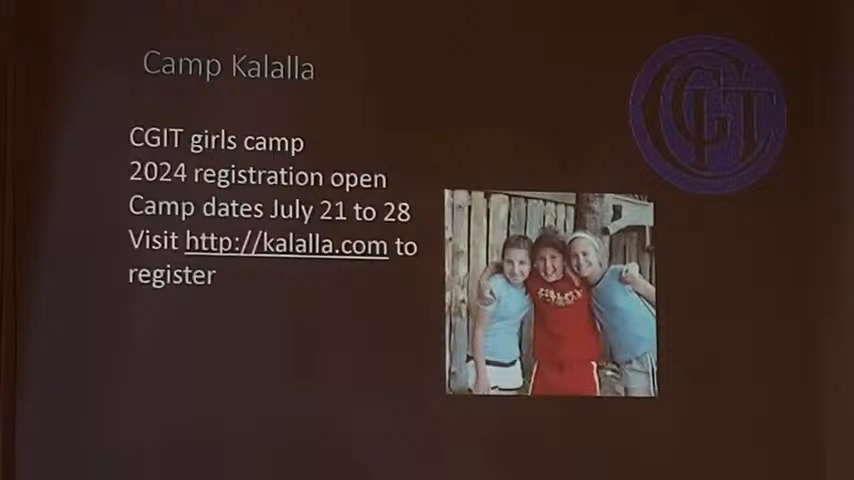 Camp Kalalla
CGIT girls camp
2024 registration open
Camp dates July 21 to 28
Visit http://kalalla.com to
register
CGIT